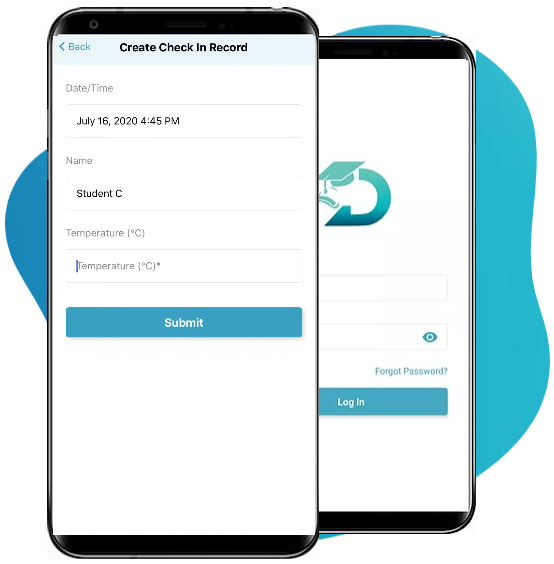 Back
Create Check In Record
Date/Time
July 16, 2020 4:45 PM
Name
Student C
Temperature (°C)
Temperature (°C)*
Submit
D
Forgot Password?
Log In